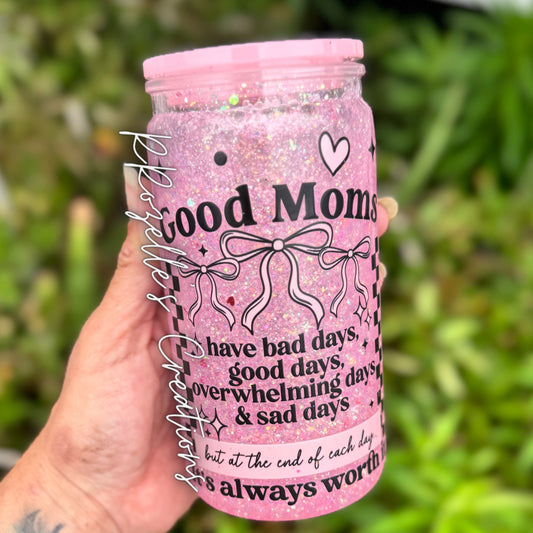 Good Moms
have bad days,
good days,
overwhelming days
& sad days
but at the end of each day
always worth
Creations